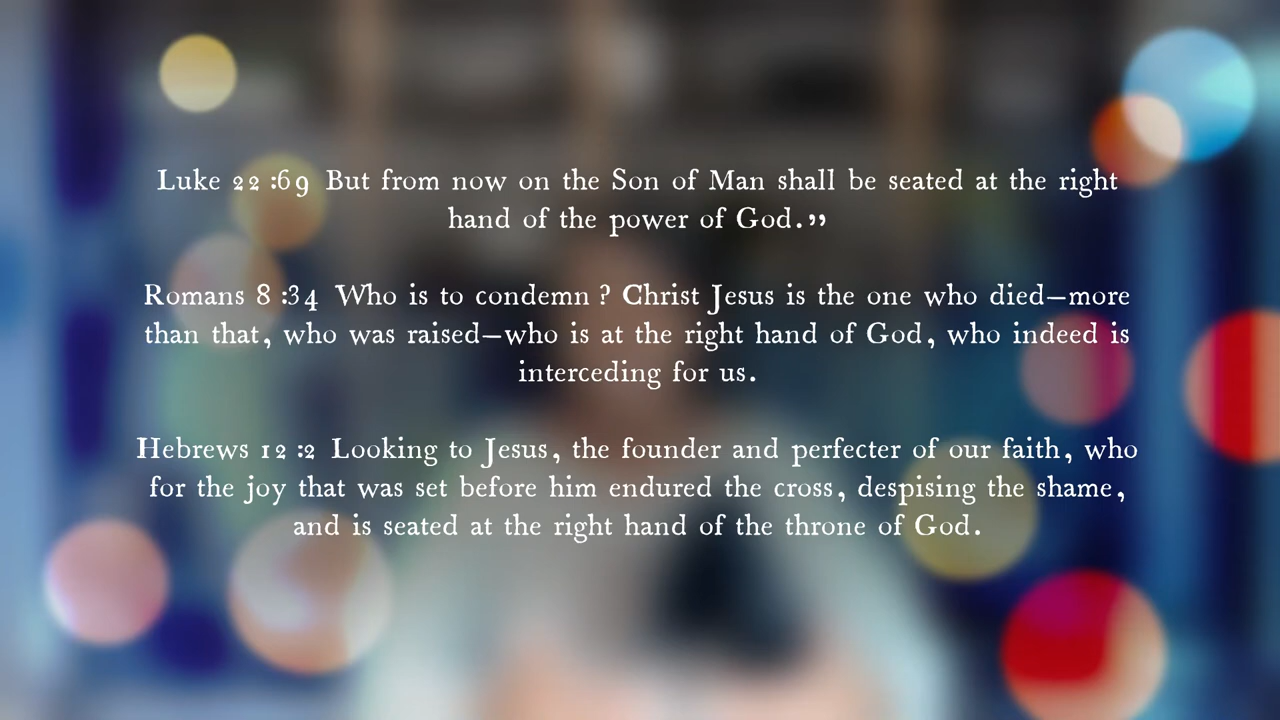 Luke 22:69 But from now on the Son of Man shall be seated at the right
hand of the power of God.”
Romans 8:34 Who is to condemn? Christ Jesus is the one who died—more
than that, who was raised—who is at the right hand of God, who indeed is
interceding for us.
Hebrews 12:2 Looking to Jesus, the founder and perfecter of our faith, who
for the joy that was set before him endured the cross, despising the shame,
and is seated at the right hand of the throne of God.